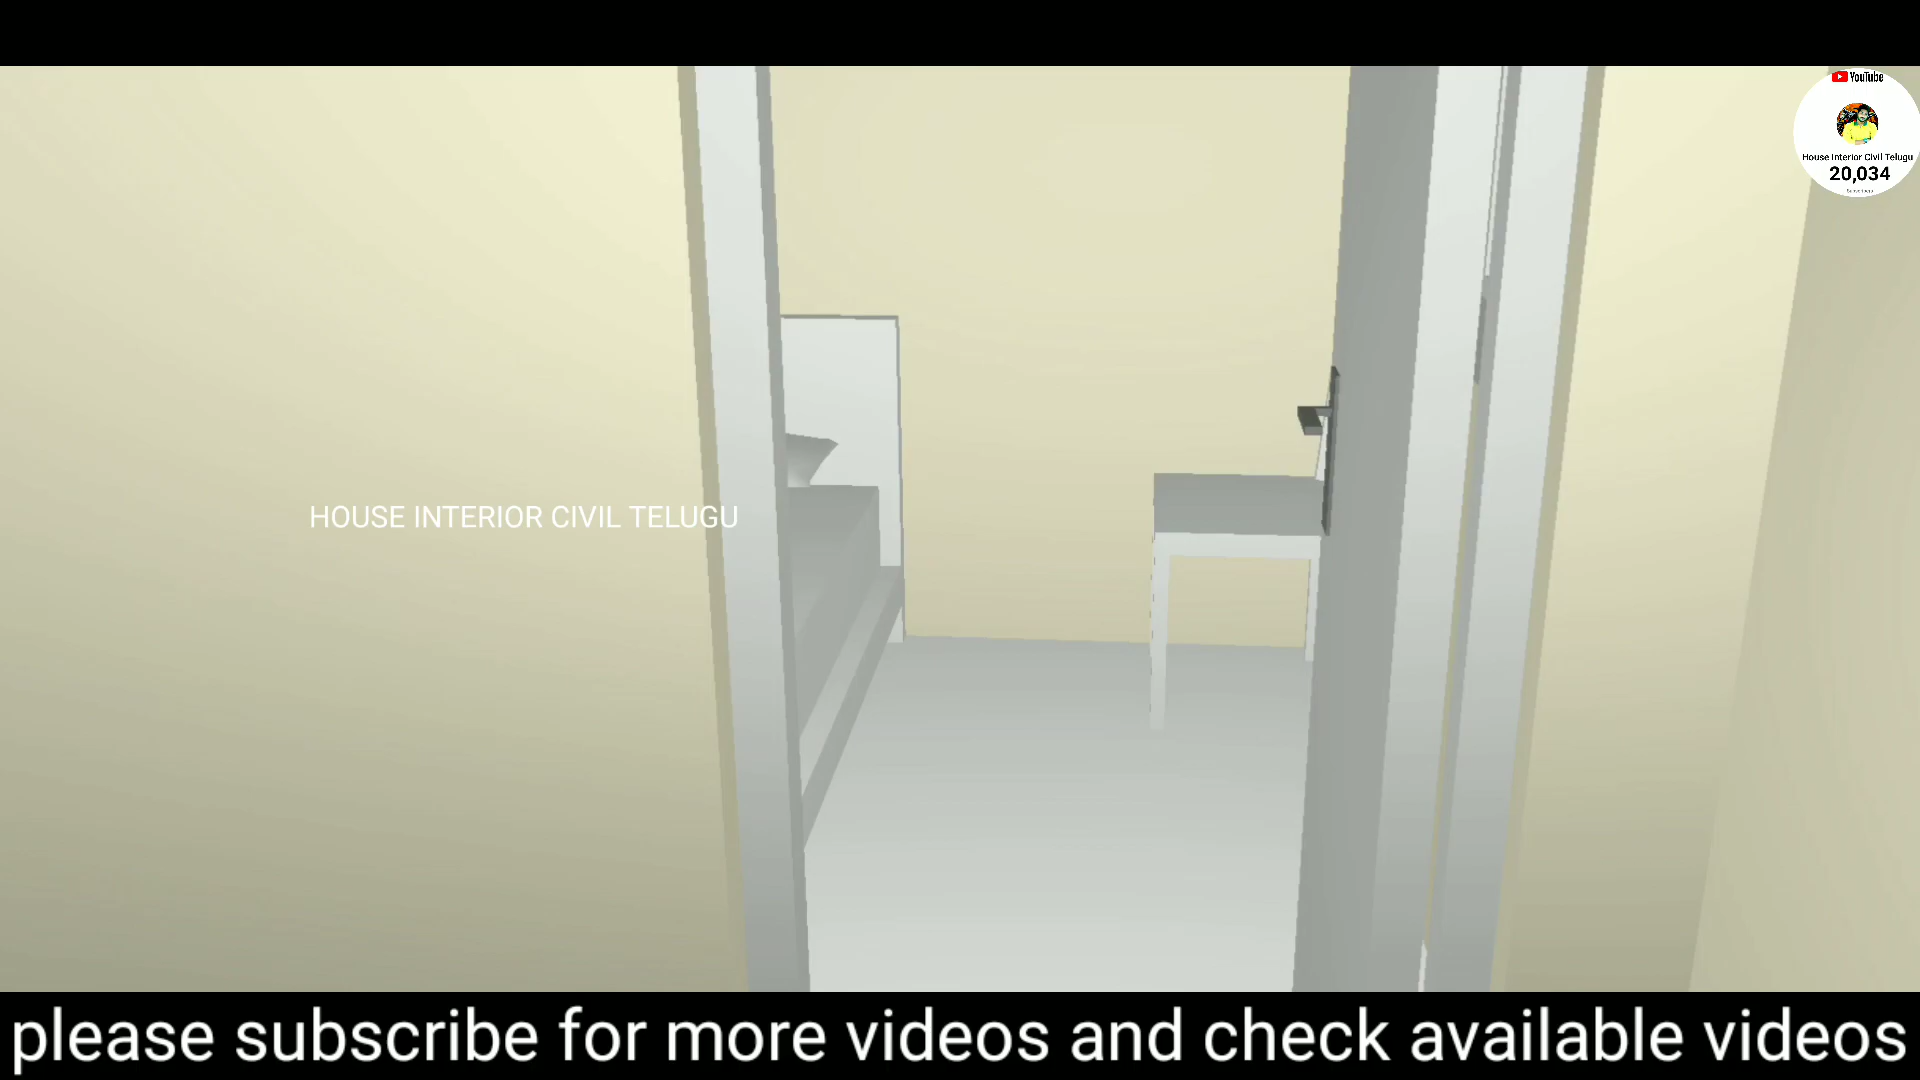 YouTube
House Interior Civil Telugu
20,034
Subscribers
HOUSE INTERIOR CIVIL TELUGU
please subscribe for more videos and check available videos